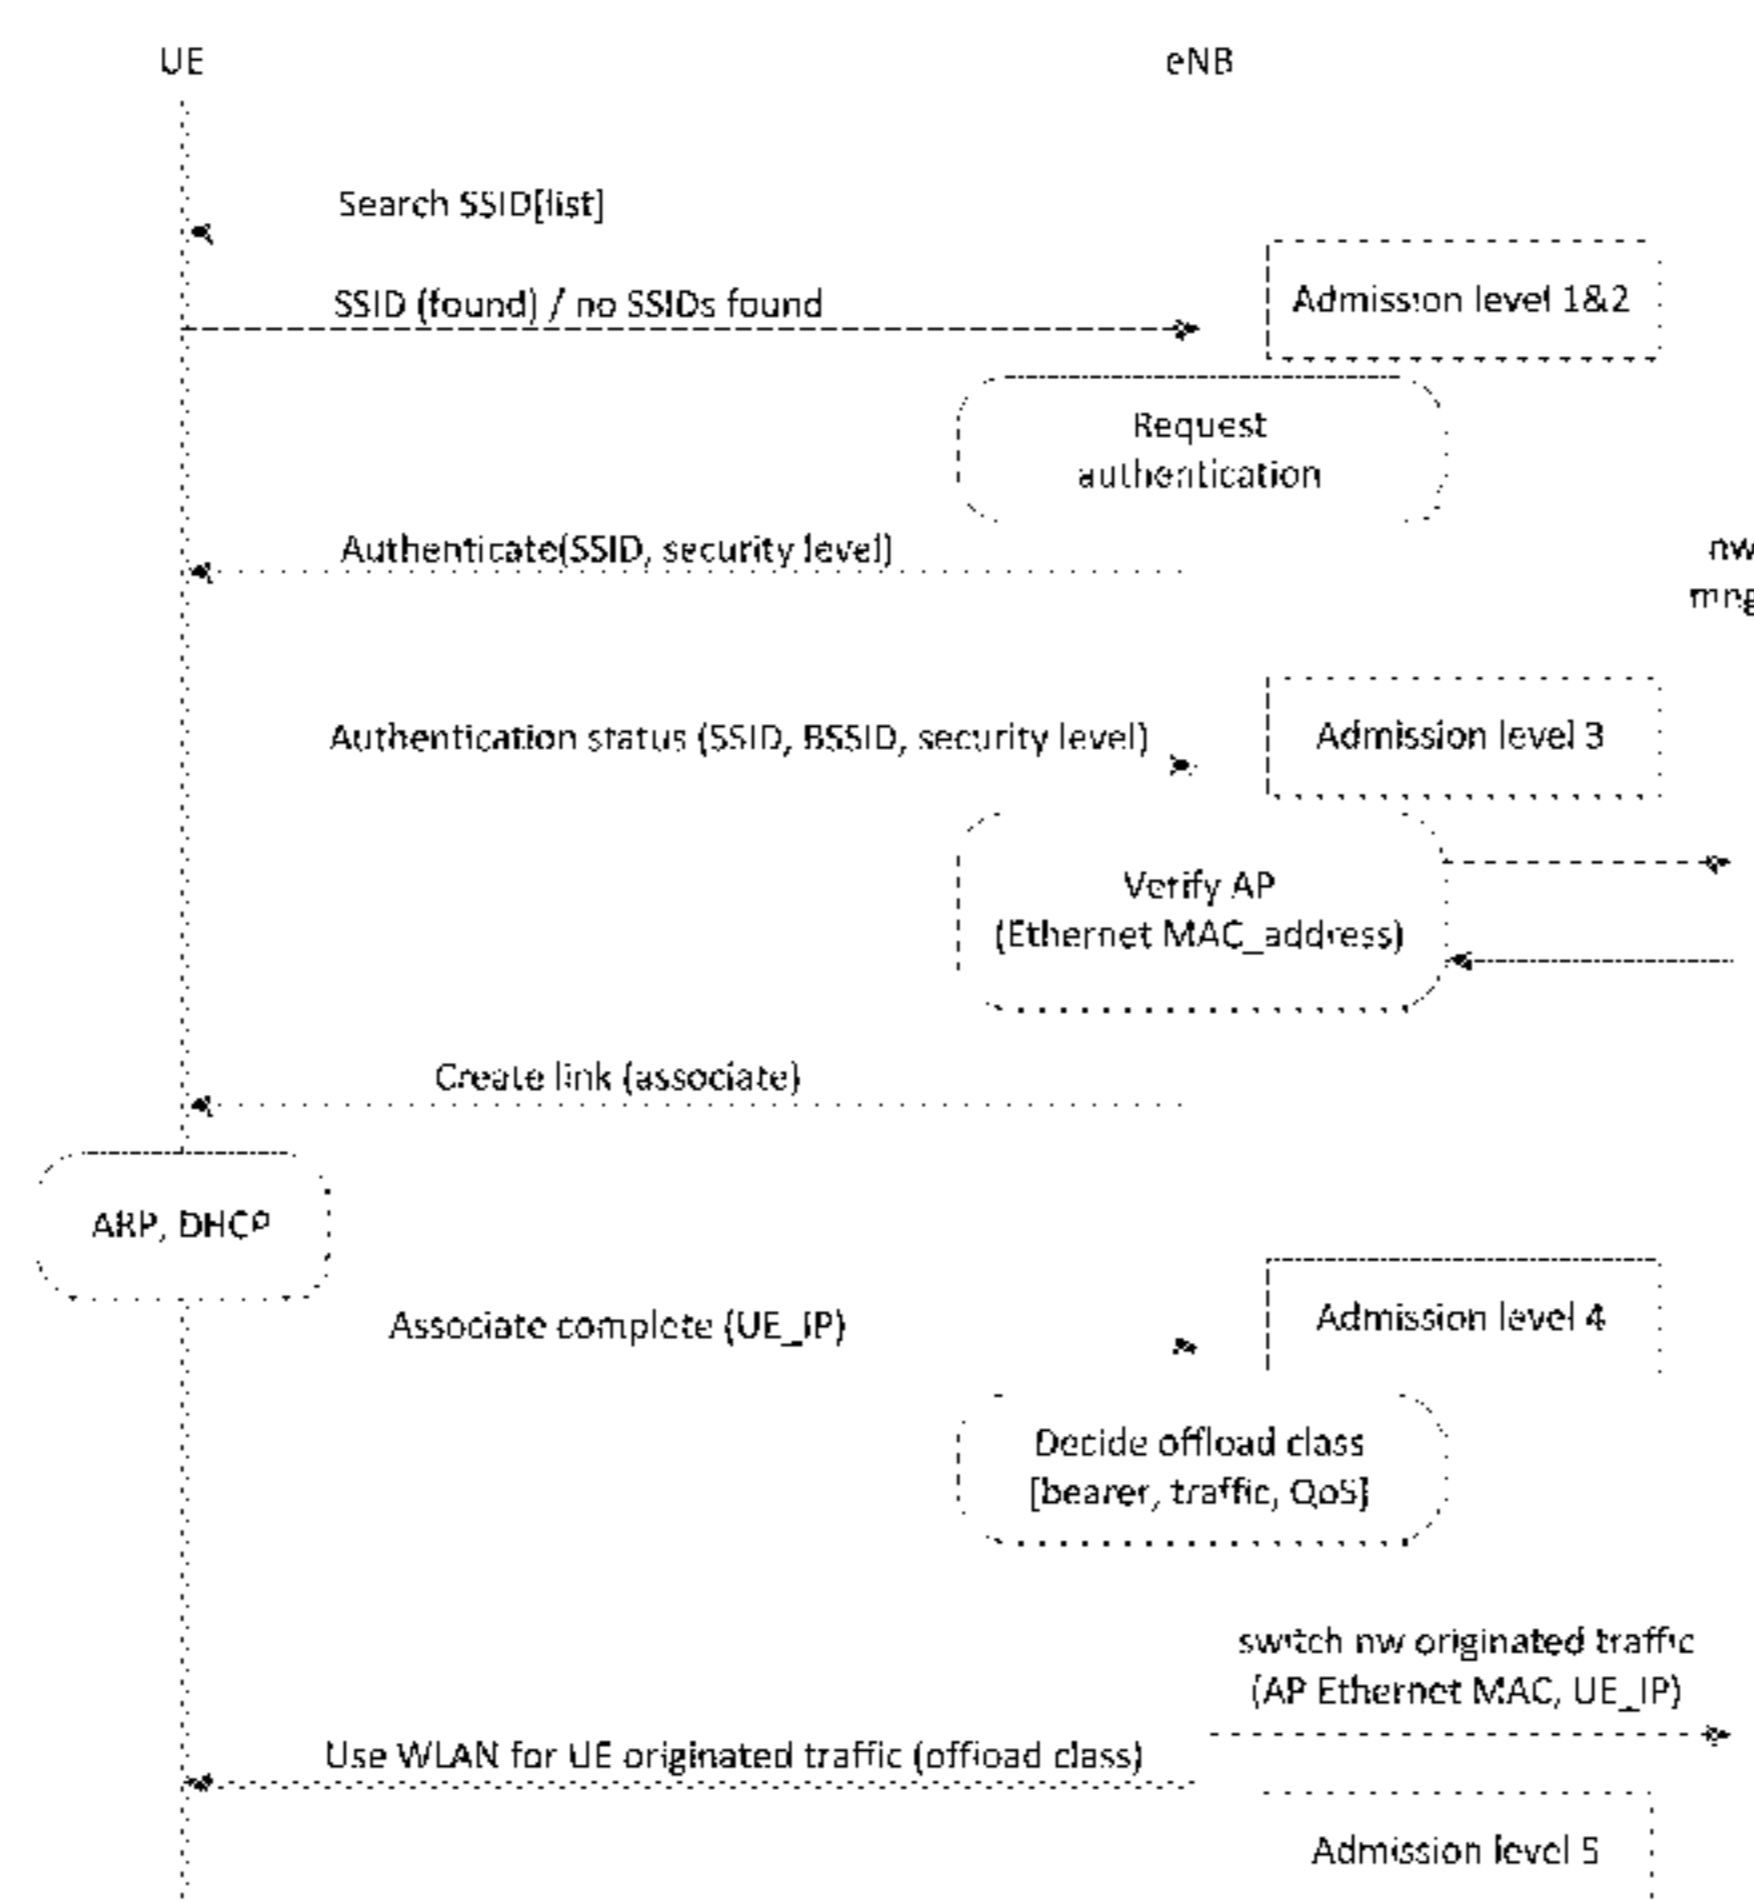 UE
eNB
Search SSID[list]
SSID (found) / no SSIDs found
Admission level 1&2
Request
authentication
Authenticate(SSID, security level)
nw
mng
Authentication status (SSID, BSSID, security level)
Admission level 3
Verify AP
(Ethernet MAC_address)
Create link (associate)
ARP, DHCP
Associate complete (UE_IP)
Admission level 4
Decide offload class
[bearer, traffic, QoS]
switch nw originated traffic
(AP Ethernet MAC, UE_IP)
Use WLAN for UE originated traffic (offload class)
Admission level 5